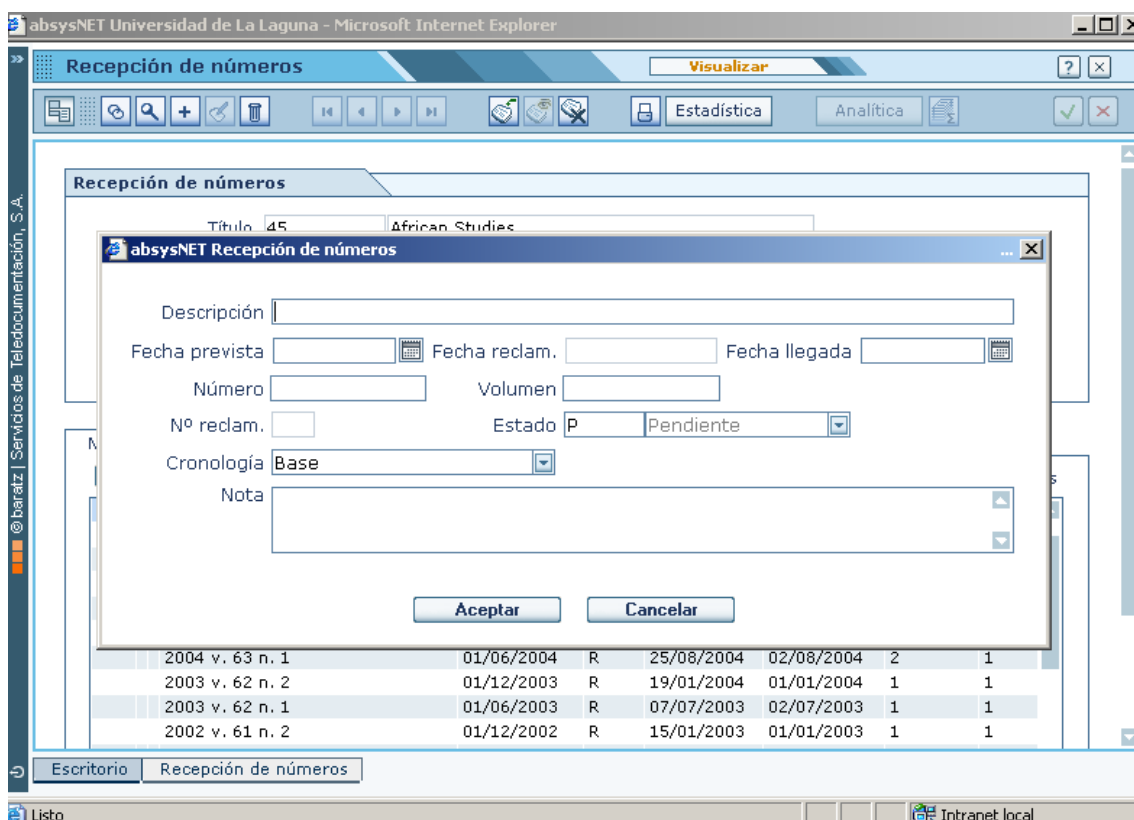 absysNET Universidad de La Laguna - Microsoft Internet Explorer
Recepción de números Visualizar ? ×
Estadística Analítica
Recepción de números
Título 45 African Studies
absysNET Recepción de números ...
Descripción
Fecha prevista Fecha reclam. Fecha llegada
Número Volumen
Nº reclam. Estado P Pendiente
Cronología Base
Nota
Aceptar Cancelar
2004 v. 63 n. 1 01/06/2004 R 25/08/2004 02/08/2004 2 1
2003 v. 62 n. 2 01/12/2003 R 19/01/2004 01/01/2004 1 1
2003 v. 62 n. 1 01/06/2003 R 07/07/2003 02/07/2003 1 1
2002 v. 61 n. 2 01/12/2002 R 15/01/2003 01/01/2003 1 1
© baratz | Servicios de Teledocumentación, S.A.
Escritorio Recepción de números
Listo Intranet local